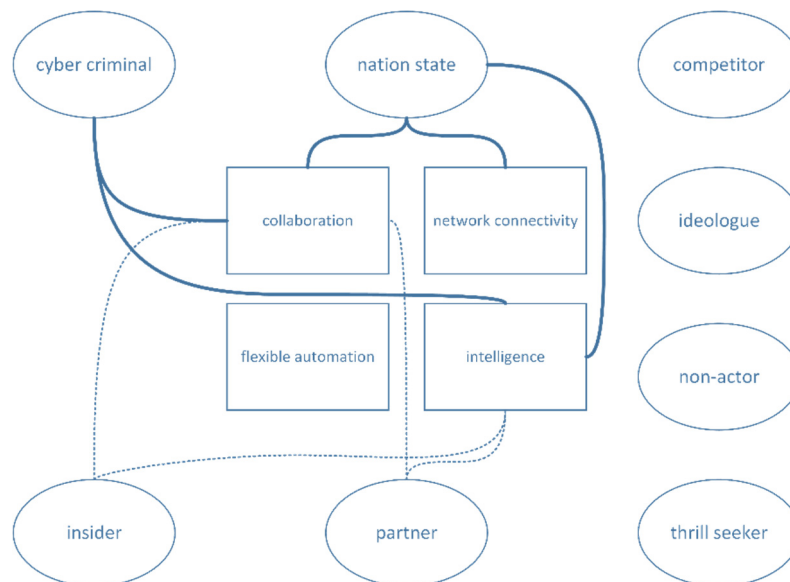 cyber criminal
nation state
competitor
collaboration
network connectivity
ideologue
flexible automation
intelligence
non-actor
insider
partner
thrill seeker